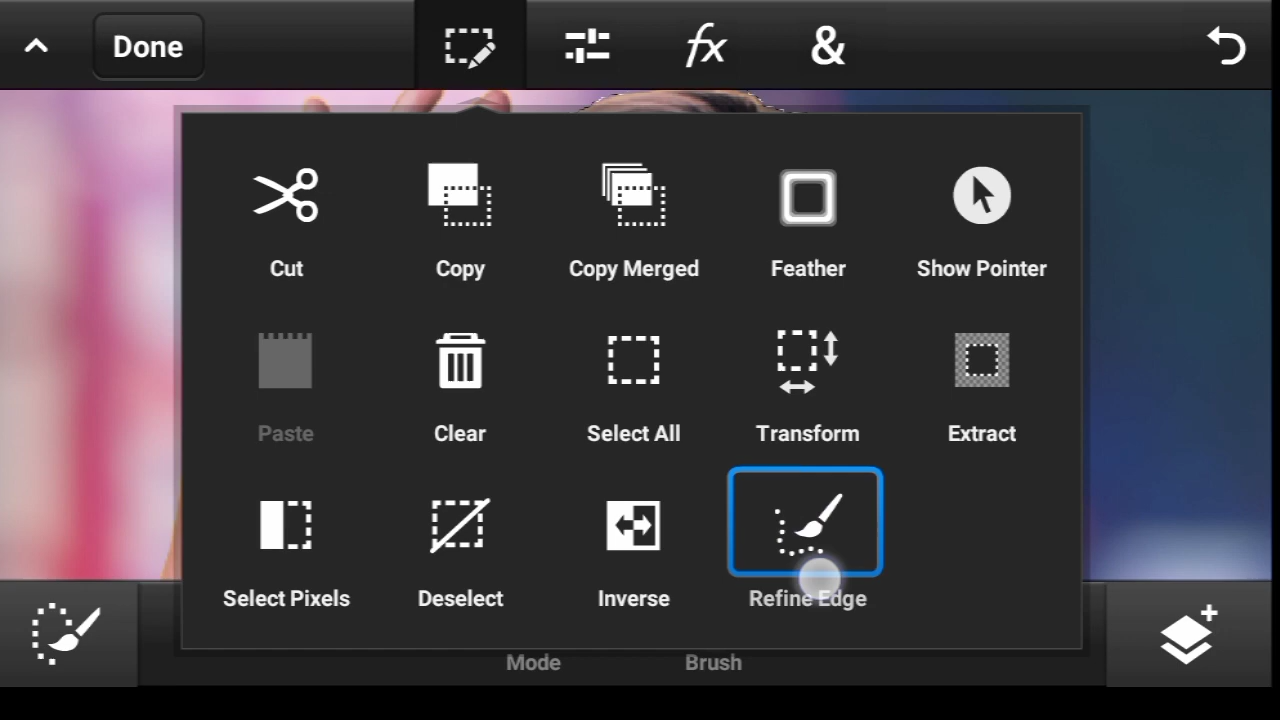 Done
fx
&
Cut
Copy
Copy Merged
Feather
Show Pointer
Paste
Clear
Select All
Transform
Extract
Select Pixels
Deselect
Inverse
Refine Edge
Mode
Brush